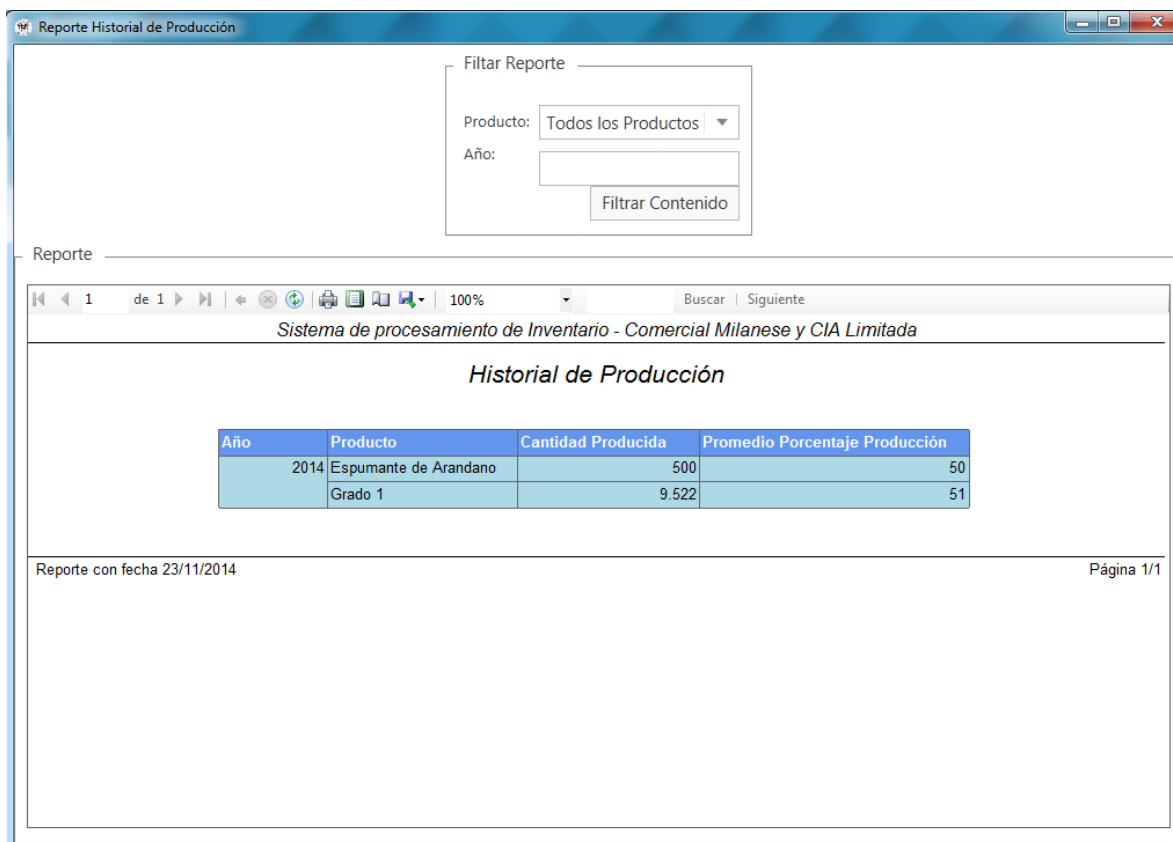 Reporte Historial de Producción
Filtar Reporte
Producto: Todos los Productos
Año:
Filtrar Contenido
Reporte
1 de 1 100% Buscar | Siguiente
Sistema de procesamiento de Inventario - Comercial Milanese y CIA Limitada
Historial de Producción
Año Producto Cantidad Producida Promedio Porcentaje Producción
2014 Espumante de Arandano 500 50
Grado 1 9.522 51
Reporte con fecha 23/11/2014 Página 1/1